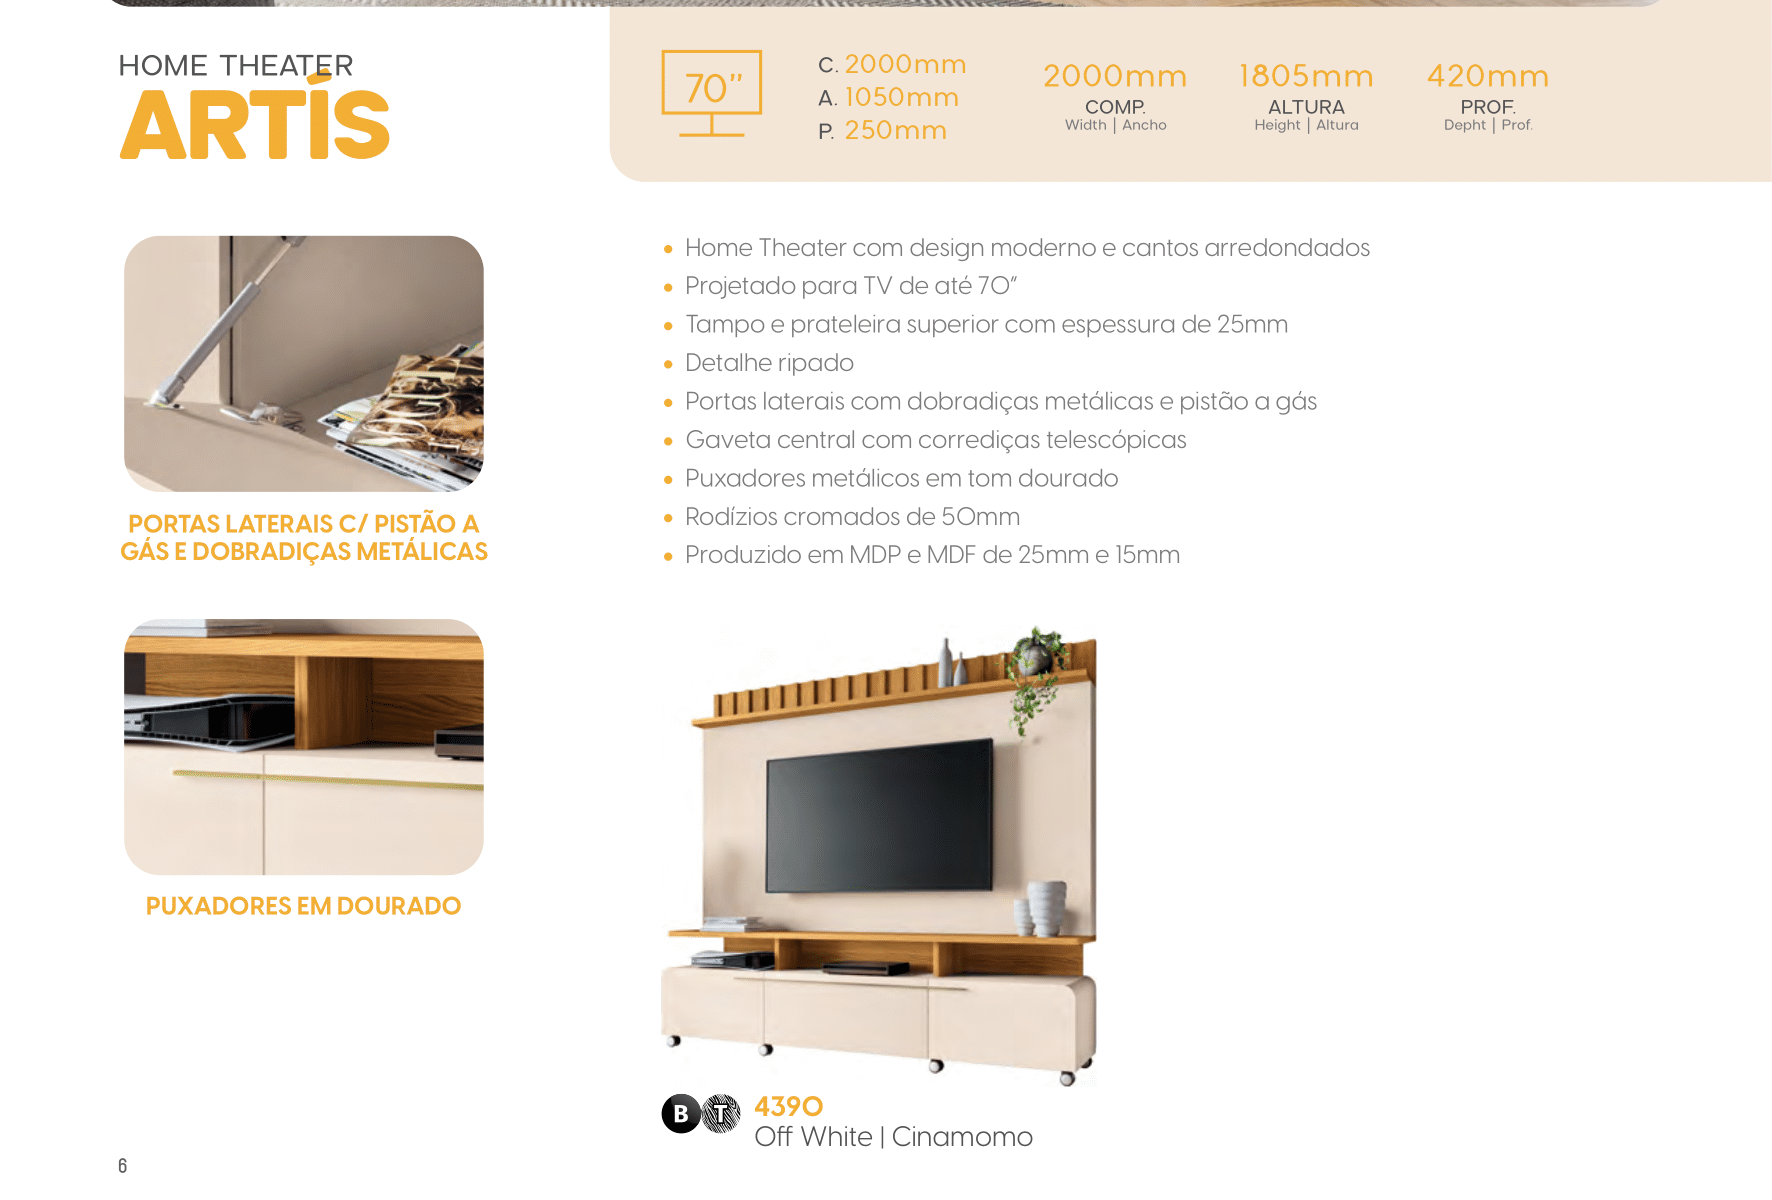 HOME THEATER
ARTÍS
70”
C. 2000mm
A. 1050mm
P. 250mm
2000mm
COMP.
Width | Ancho
1805mm
ALTURA
Height | Altura
420mm
PROF.
Depht | Prof.
• Home Theater com design moderno e cantos arredondados
• Projetado para TV de até 70”
• Tampo e prateleira superior com espessura de 25mm
• Detalhe ripado
• Portas laterais com dobradiças metálicas e pistão a gás
• Gaveta central com corrediças telescópicas
• Puxadores metálicos em tom dourado
• Rodízios cromados de 50mm
• Produzido em MDP e MDF de 25mm e 15mm
PORTAS LATERAIS C/ PISTÃO A
GÁS E DOBRADIÇAS METÁLICAS
PUXADORES EM DOURADO
B T 4390
Off White | Cinamomo
6